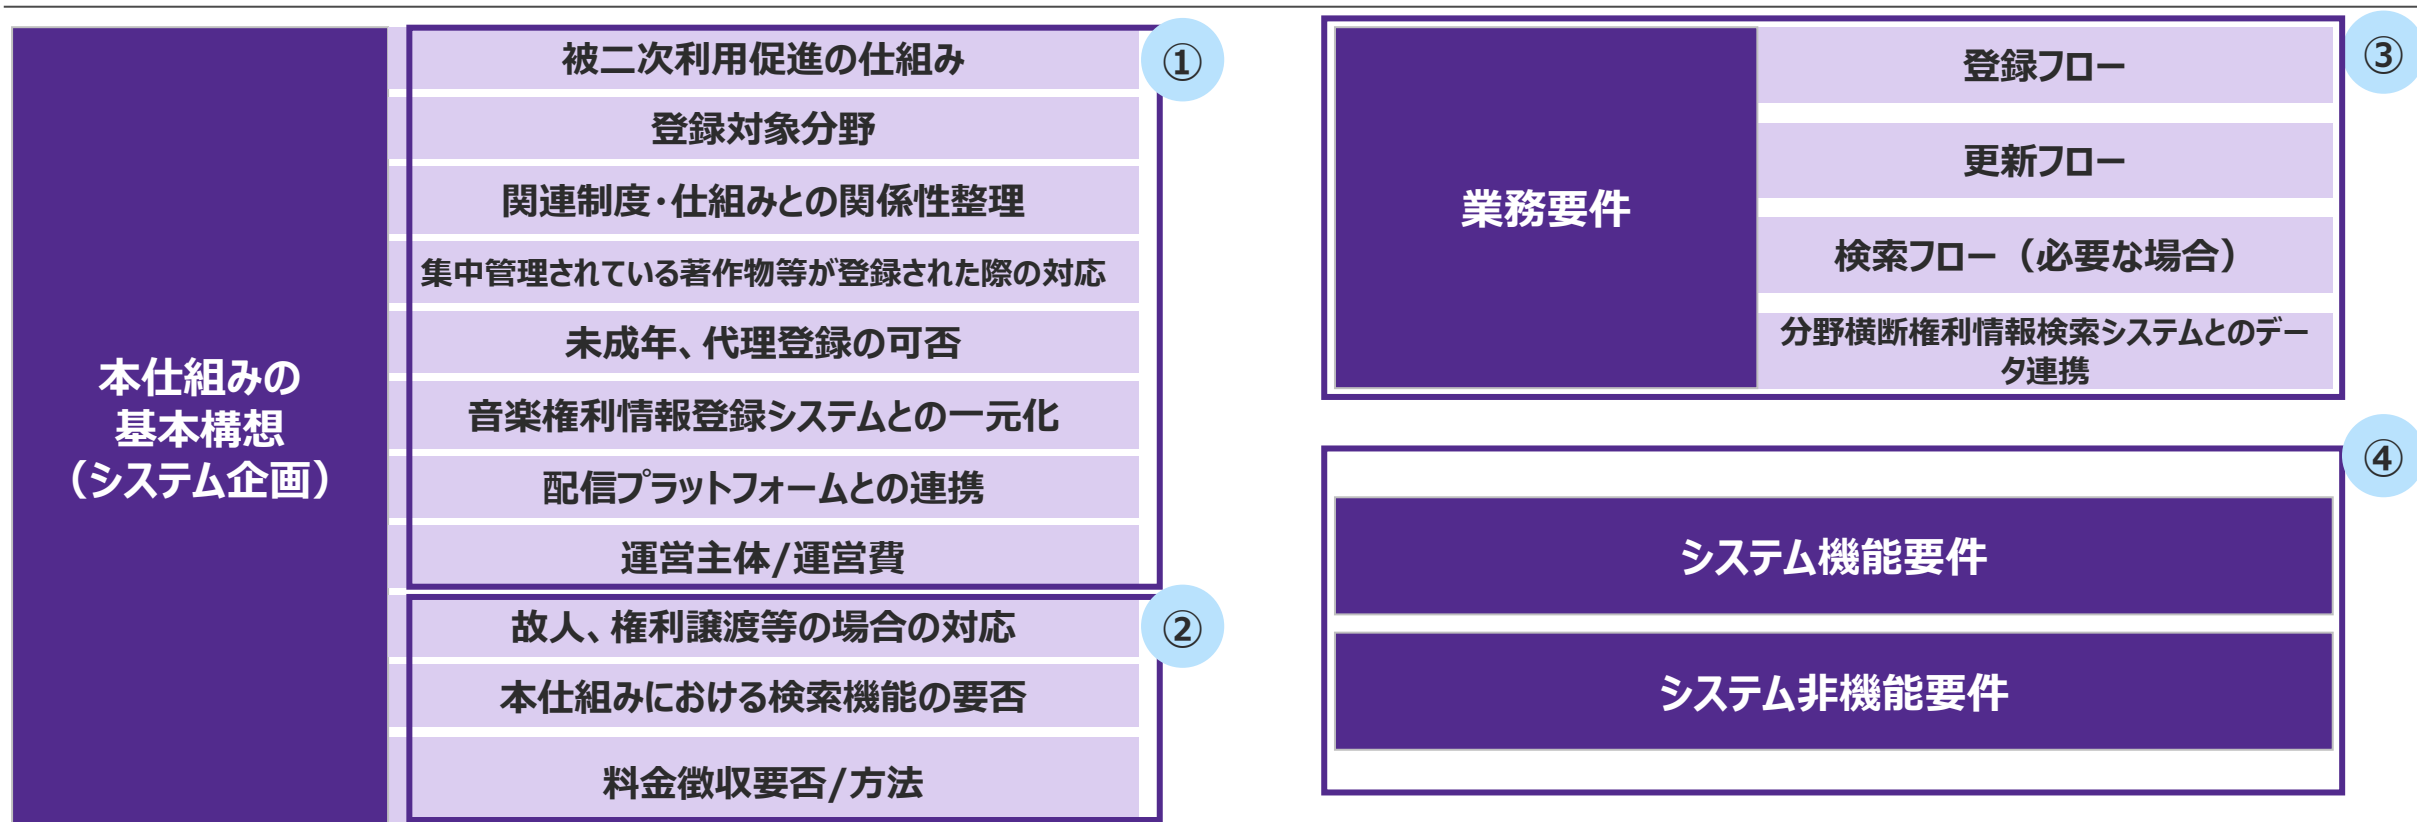 本仕組みの
基本構想
（システム企画）
被二次利用促進の仕組み
登録対象分野
関連制度・仕組みとの関係性整理
集中管理されている著作物等が登録された際の対応
未成年、代理登録の可否
音楽権利情報登録システムとの一元化
配信プラットフォームとの連携
運営主体/運営費
①
故人、権利譲渡等の場合の対応
本仕組みにおける検索機能の要否
料金徴収要否/方法
②
業務要件
登録フロー
更新フロー
検索フロー（必要な場合）
分野横断権利情報検索システムとのデー
タ連携
③
システム機能要件
システム非機能要件
④